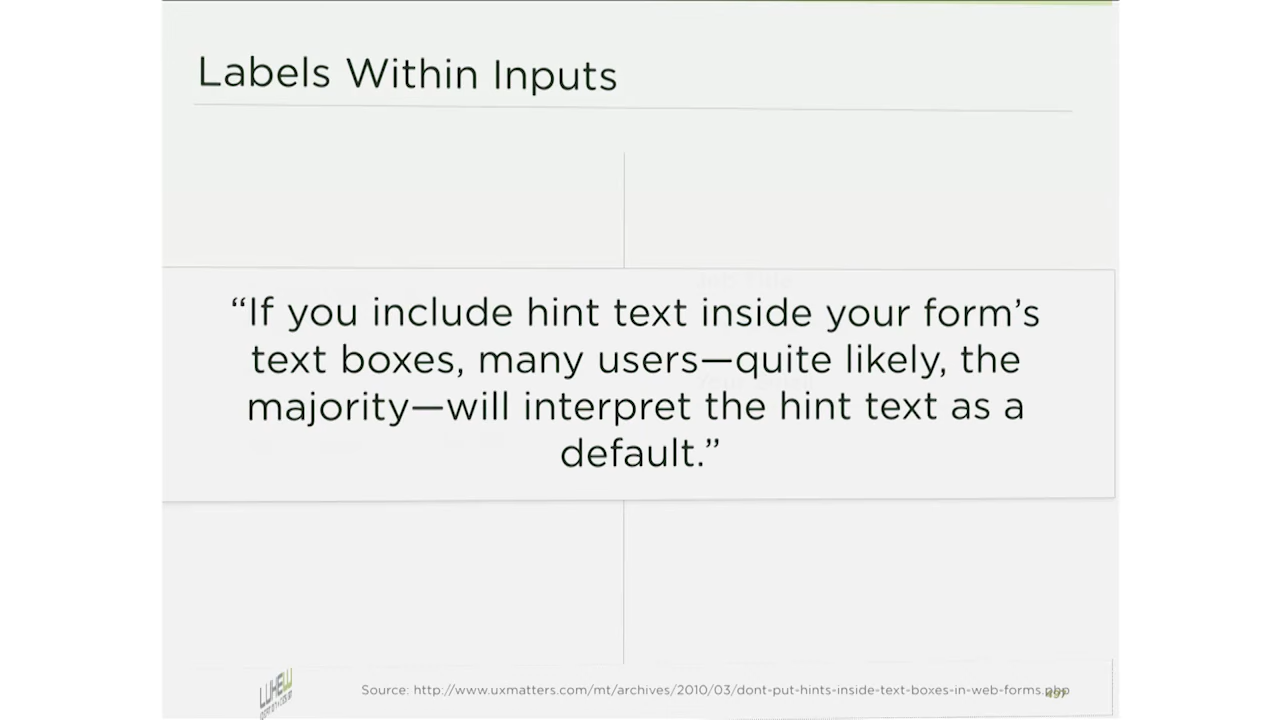 Labels Within Inputs
“If you include hint text inside your form’s
text boxes, many users—quite likely, the
majority—will interpret the hint text as a
default.”
Source: http://www.uxmatters.com/mt/archives/2010/03/dont-put-hints-inside-text-boxes-in-web-forms.php